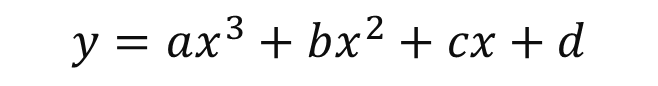 y = ax³ + bx² + cx + d